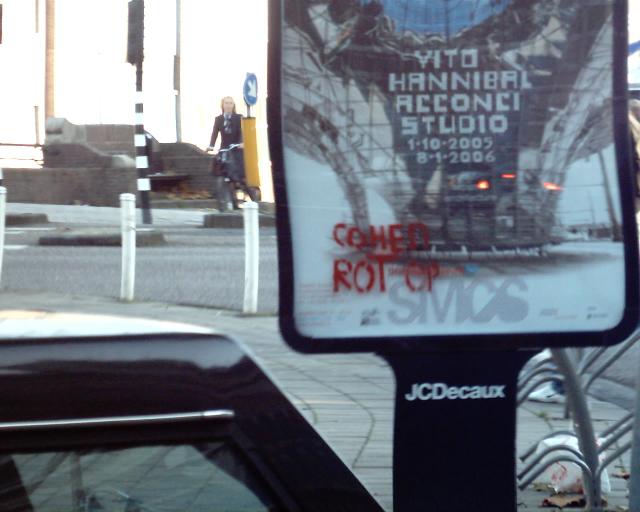 VITO
HANNIBAL
ACCONCI
STUDIO
1·10·2005
8·1·2006
COHEN
ROT OP
SMCS
JCDecaux